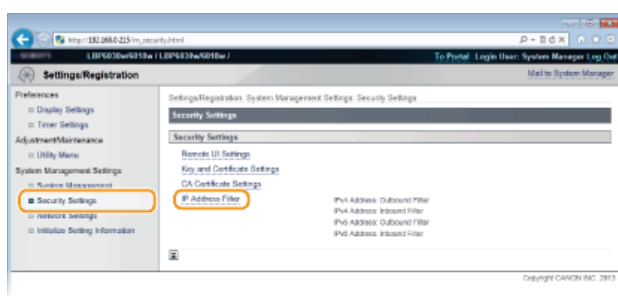 http://192.168.0.215/m_security.html
LBP6030w/6018w / LBP6030w/6018w /
To Portal Login User: System Manager Log Out
Settings/Registration
Mail to System Manager
Preferences
Display Settings
Timer Settings
Adjustment/Maintenance
Utility Menu
System Management Settings
System Management
Security Settings
Network Settings
Initialize Setting Information
Settings/Registration: System Management Settings: Security Settings
Security Settings
Security Settings
Remote UI Settings
Key and Certificate Settings
CA Certificate Settings
IP Address Filter
IPv4 Address: Outbound Filter
IPv4 Address: Inbound Filter
IPv6 Address: Outbound Filter
IPv6 Address: Inbound Filter
Copyright CANON INC. 2013